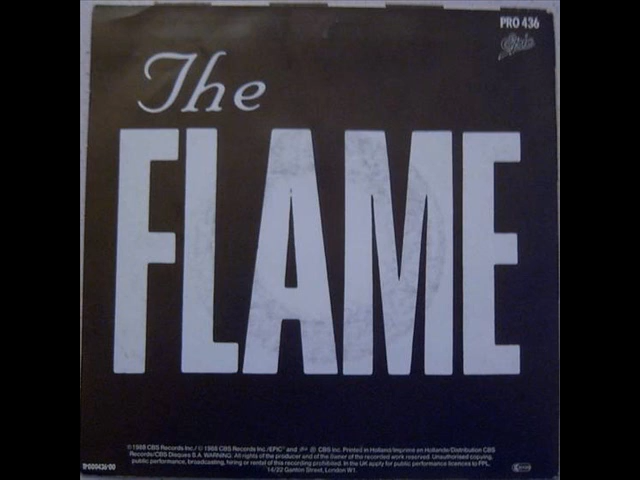 PRO 436
Epic
The
FLAME
℗ 1988 CBS Records Inc./ © 1988 CBS Records Inc./EPIC and are ® CBS Inc. Printed in Holland/Imprimé en Hollande/Distribution CBS
Records/CBS Disques S.A. WARNING: All rights of the producer and of the owner of the recorded work reserved. Unauthorised copying,
public performance, broadcasting, hiring or rental of this recording prohibited. In the UK apply for public performance licences to PPL,
14/22 Ganton Street, London W1.